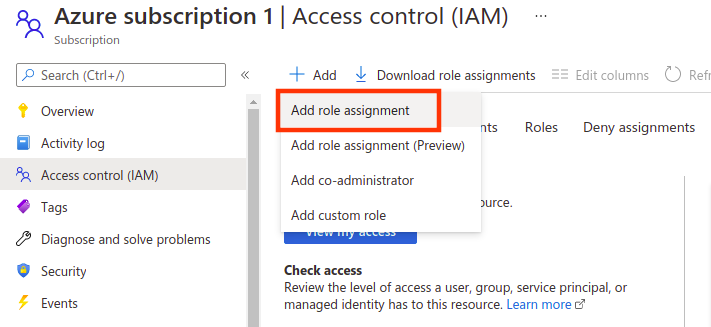 Azure subscription 1 | Access control (IAM) ...
Subscription
Search (Ctrl+/) «
+ Add Download role assignments Edit columns
Overview
Activity log
Access control (IAM)
Tags
Diagnose and solve problems
Security
Events
Add role assignment
Add role assignment (Preview)
Add co-administrator
Add custom role
Roles Deny assignments
View my access
Check access
Review the level of access a user, group, service principal, or
managed identity has to this resource. Learn more